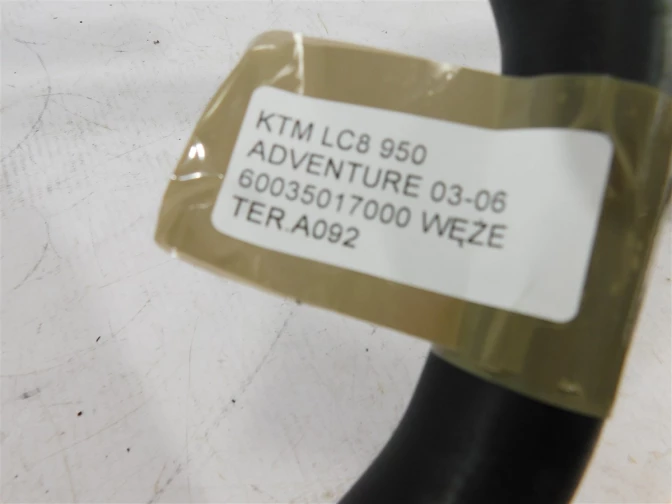 KTM LC8 950
ADVENTURE 03-06
60035017000 WĘŻE
TER.A092